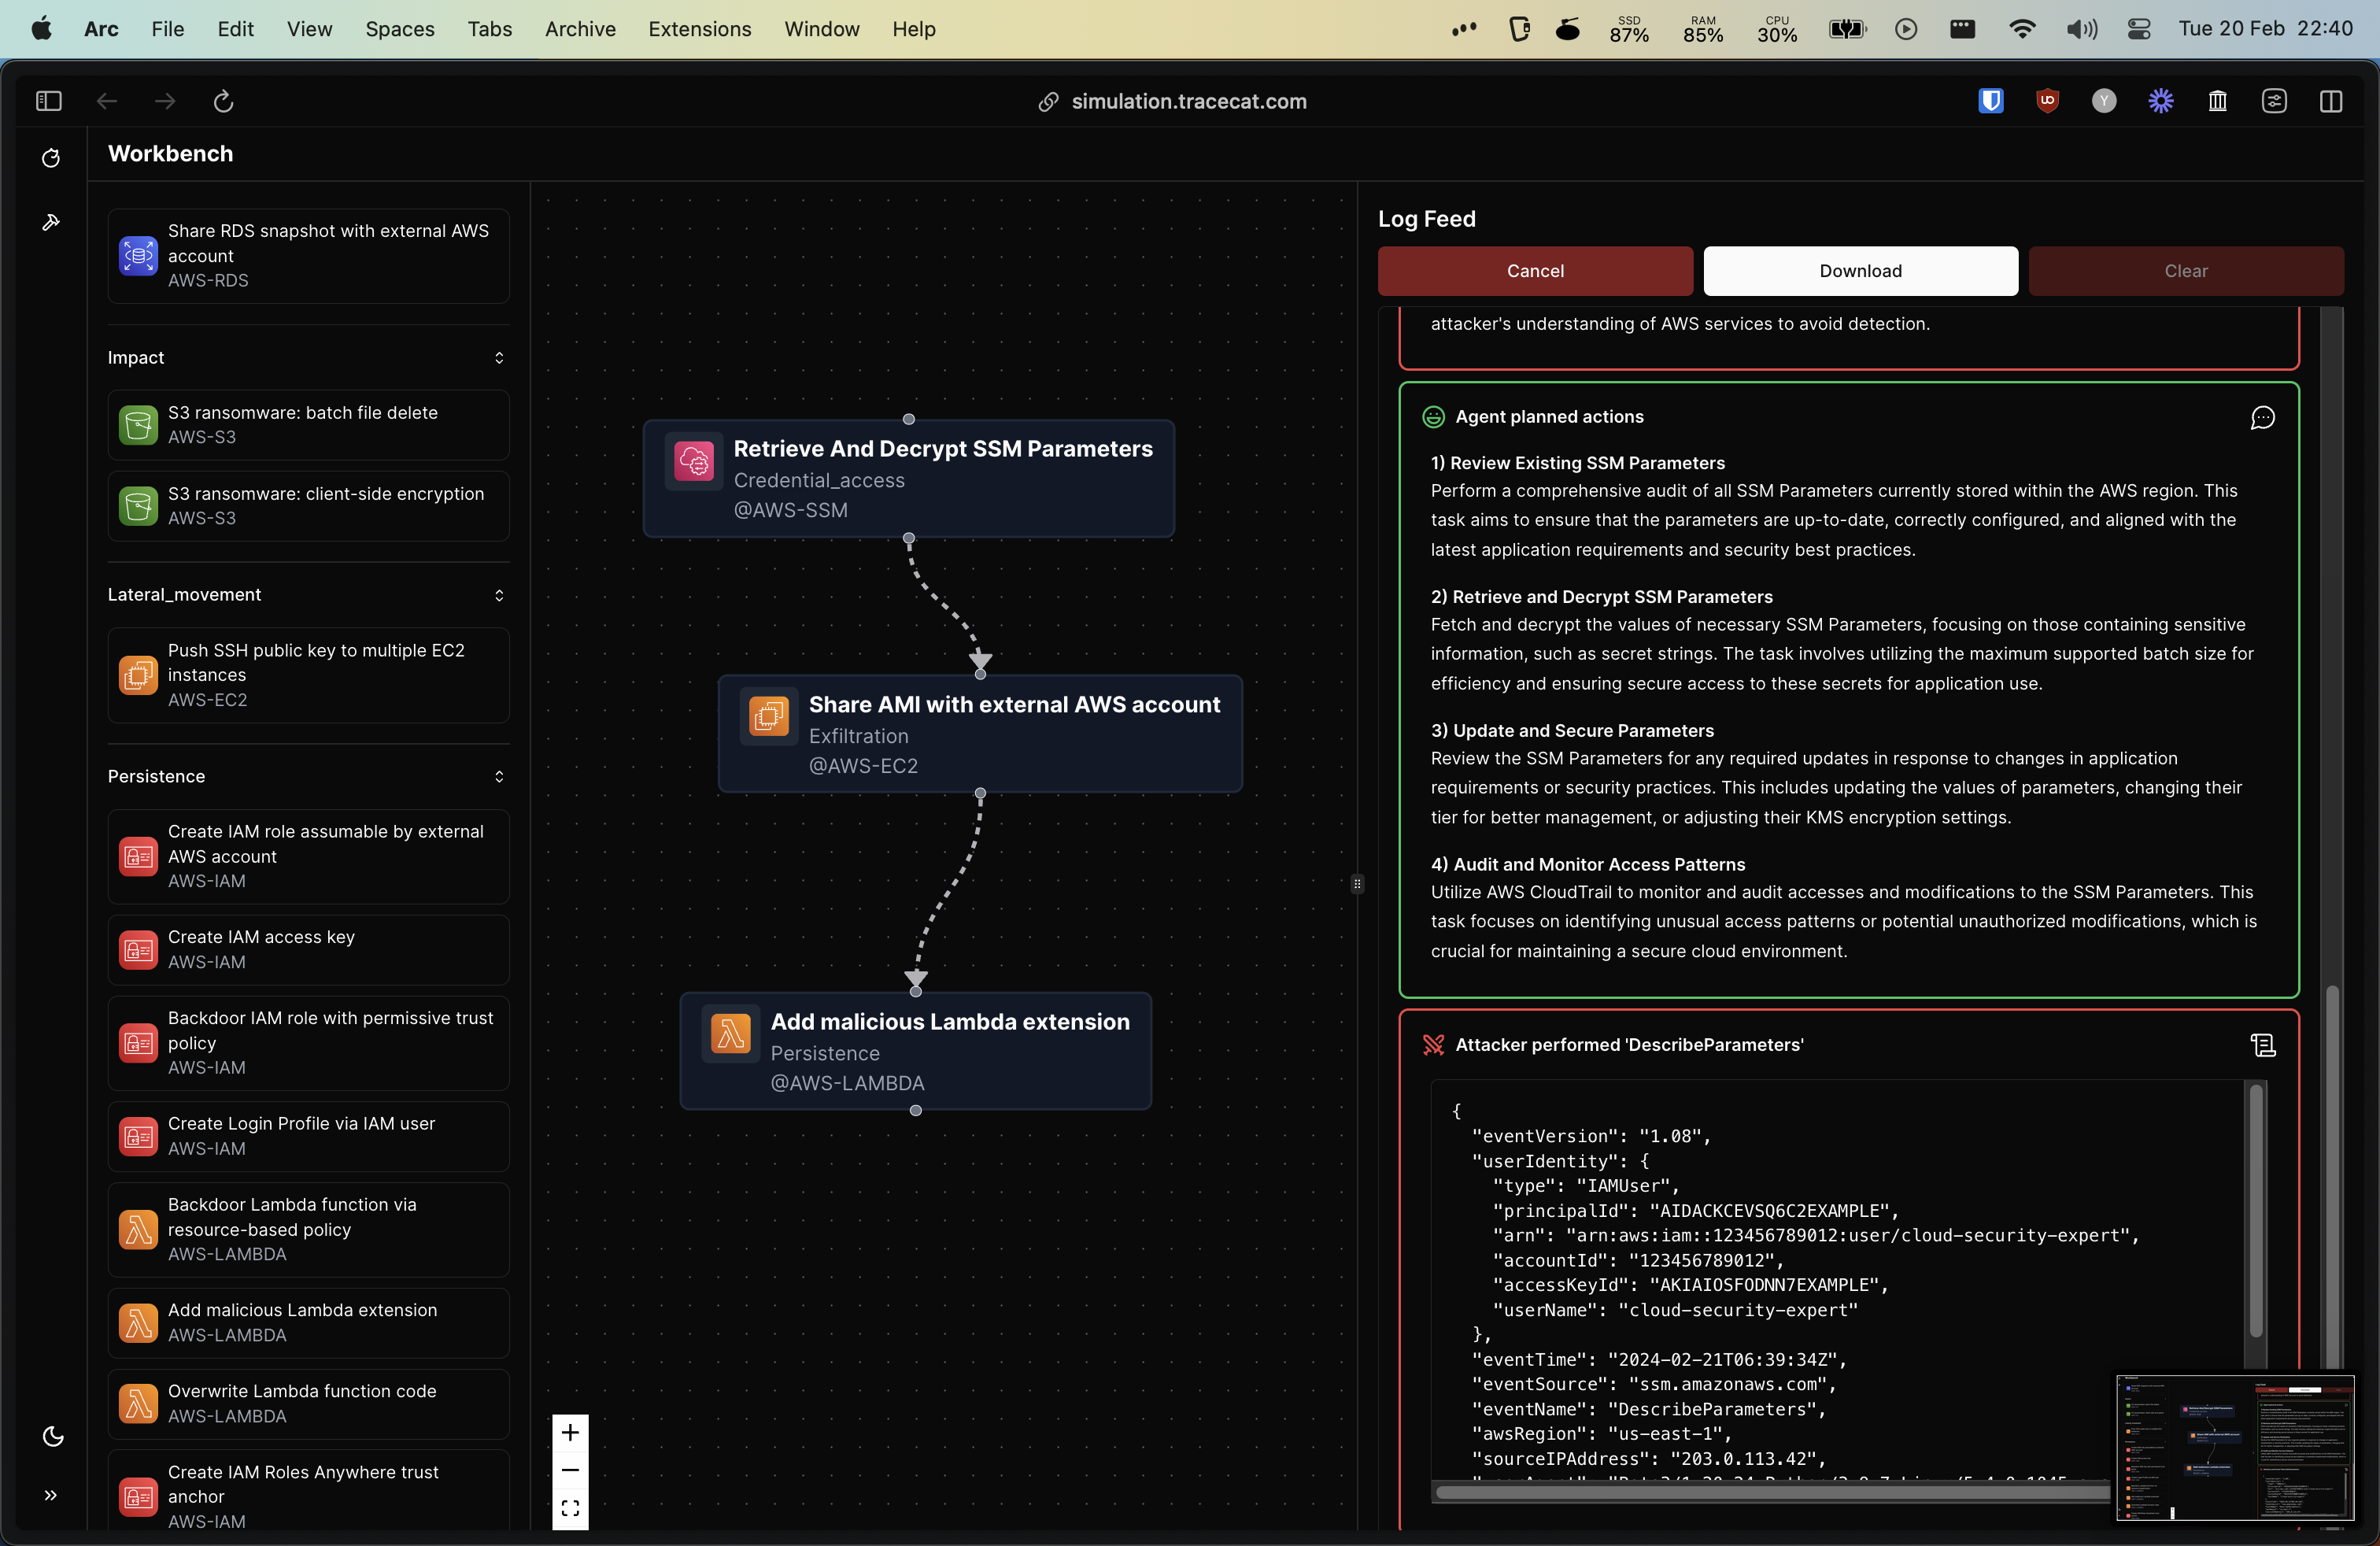 Arc File Edit View Spaces Tabs Archive Extensions Window Help
SSD 87% RAM 85% CPU 30% Tue 20 Feb 22:40
simulation.tracecat.com
Workbench
Share RDS snapshot with external AWS
account
AWS-RDS
Impact
S3 ransomware: batch file delete
AWS-S3
S3 ransomware: client-side encryption
AWS-S3
Lateral_movement
Push SSH public key to multiple EC2
instances
AWS-EC2
Persistence
Create IAM role assumable by external
AWS account
AWS-IAM
Create IAM access key
AWS-IAM
Backdoor IAM role with permissive trust
policy
AWS-IAM
Create Login Profile via IAM user
AWS-IAM
Backdoor Lambda function via
resource-based policy
AWS-LAMBDA
Add malicious Lambda extension
AWS-LAMBDA
Overwrite Lambda function code
AWS-LAMBDA
Create IAM Roles Anywhere trust
anchor
AWS-IAM
Retrieve And Decrypt SSM Parameters
Credential_access
@AWS-SSM
Share AMI with external AWS account
Exfiltration
@AWS-EC2
Add malicious Lambda extension
Persistence
@AWS-LAMBDA
Log Feed
Cancel Download Clear
attacker's understanding of AWS services to avoid detection.
Agent planned actions
1) Review Existing SSM Parameters
Perform a comprehensive audit of all SSM Parameters currently stored within the AWS region. This
task aims to ensure that the parameters are up-to-date, correctly configured, and aligned with the
latest application requirements and security best practices.
2) Retrieve and Decrypt SSM Parameters
Fetch and decrypt the values of necessary SSM Parameters, focusing on those containing sensitive
information, such as secret strings. The task involves utilizing the maximum supported batch size for
efficiency and ensuring secure access to these secrets for application use.
3) Update and Secure Parameters
Review the SSM Parameters for any required updates in response to changes in application
requirements or security practices. This includes updating the values of parameters, changing their
tier for better management, or adjusting their KMS encryption settings.
4) Audit and Monitor Access Patterns
Utilize AWS CloudTrail to monitor and audit accesses and modifications to the SSM Parameters. This
task focuses on identifying unusual access patterns or potential unauthorized modifications, which is
crucial for maintaining a secure cloud environment.
Attacker performed 'DescribeParameters'
{
"eventVersion": "1.08",
"userIdentity": {
"type": "IAMUser",
"principalId": "AIDACKCEVSQ6C2EXAMPLE",
"arn": "arn:aws:iam::123456789012:user/cloud-security-expert",
"accountId": "123456789012",
"accessKeyId": "AKIAIOSFODNN7EXAMPLE",
"userName": "cloud-security-expert"
},
"eventTime": "2024-02-21T06:39:34Z",
"eventSource": "ssm.amazonaws.com",
"eventName": "DescribeParameters",
"awsRegion": "us-east-1",
"sourceIPAddress": "203.0.113.42",